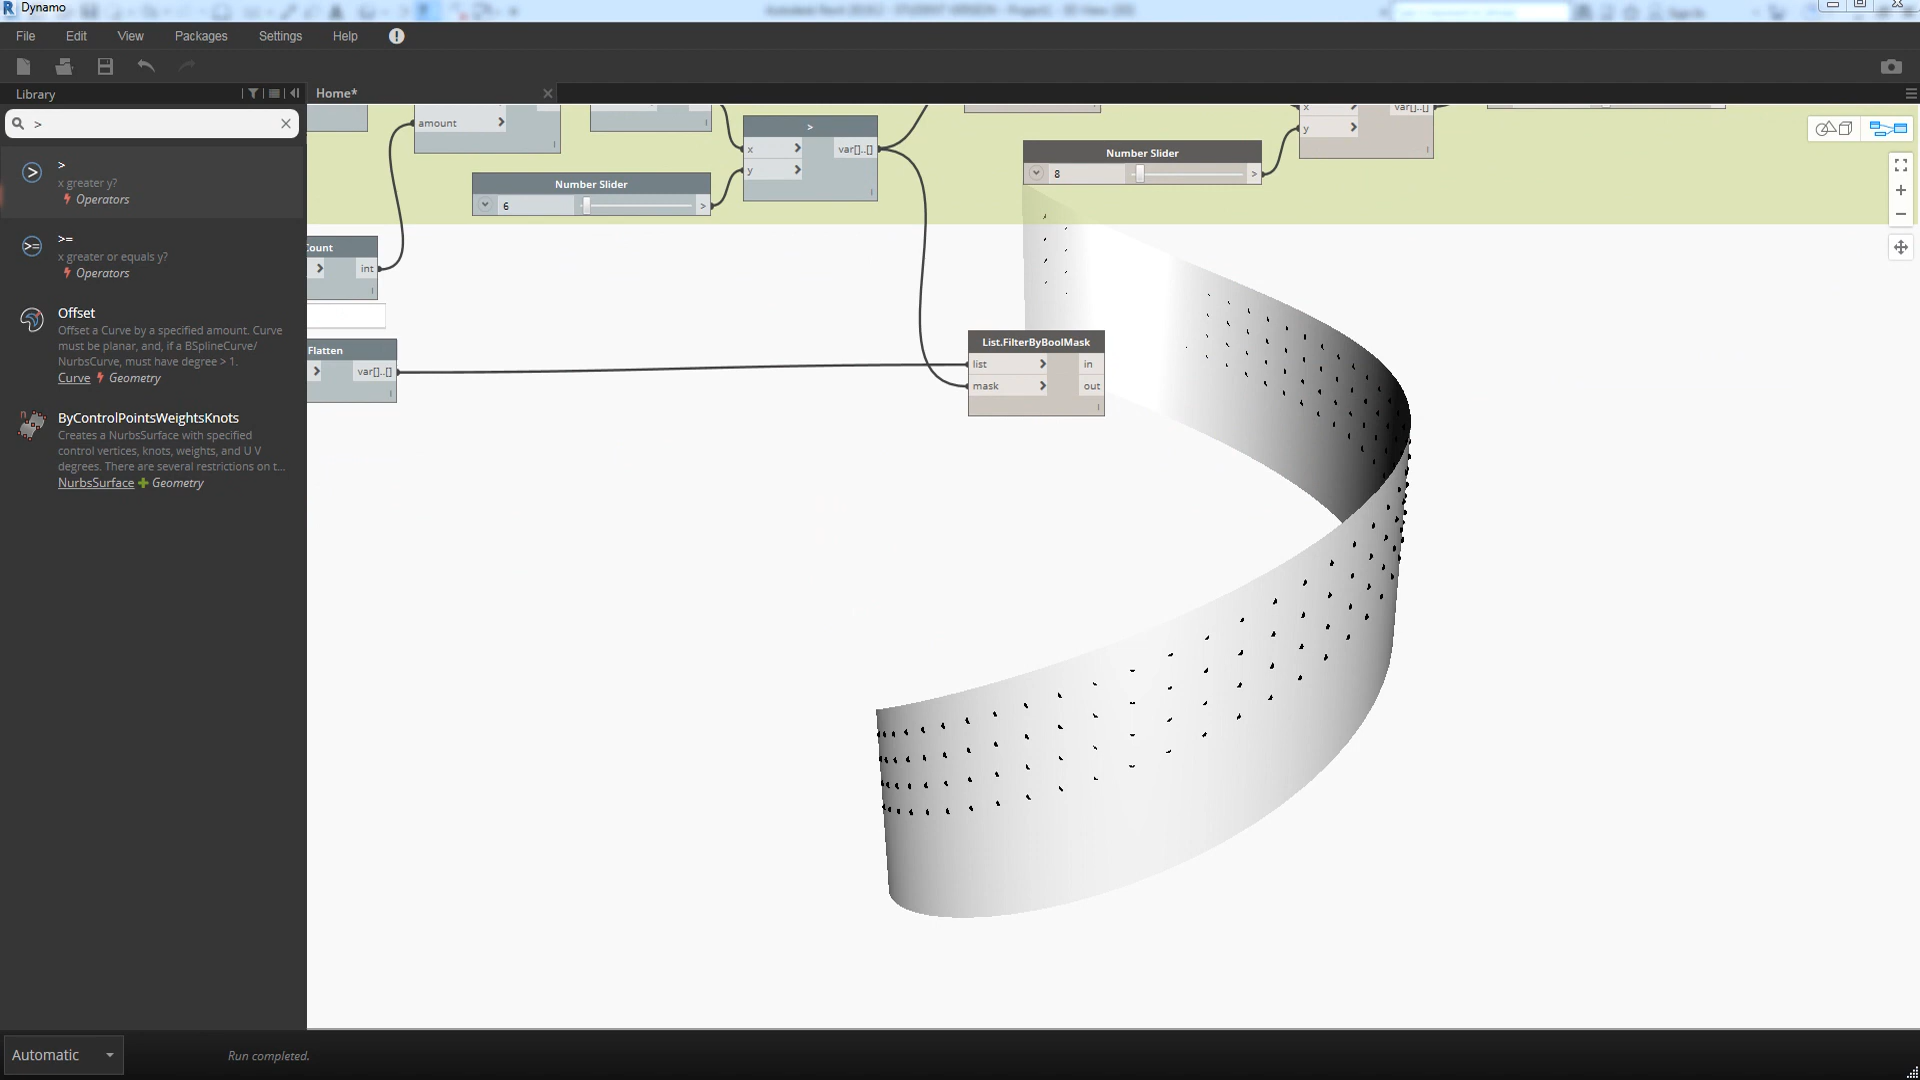 Dynamo
File Edit View Packages Settings Help
Library
Home*
>
>
x greater y?
Operators
>=
x greater or equals y?
Operators
Offset
Offset a Curve by a specified amount. Curve
must be planar, and, if a BSplineCurve/
NurbsCurve, must have degree > 1.
Curve Geometry
ByControlPointsWeightsKnots
Creates a NurbsSurface with specified
control vertices, knots, weights, and U V
degrees. There are several restrictions on t...
NurbsSurface Geometry
amount >
>
x > var[]..[]
y >
Number Slider
6 >
Number Slider
8 >
x > var[]..[]
y >
ount
> int
Flatten
> var[]..[]
List.FilterByBoolMask
list > in
mask > out
Automatic
Run completed.